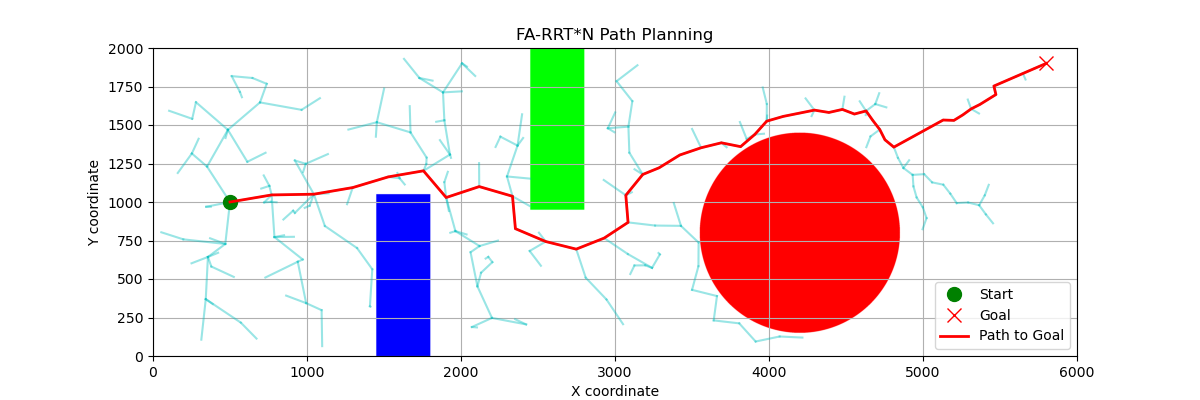 FA-RRT*N Path Planning
Y coordinate
2000
1750
1500
1250
1000
750
500
250
0
Start
Goal
Path to Goal
0 1000 2000 3000 4000 5000 6000
X coordinate